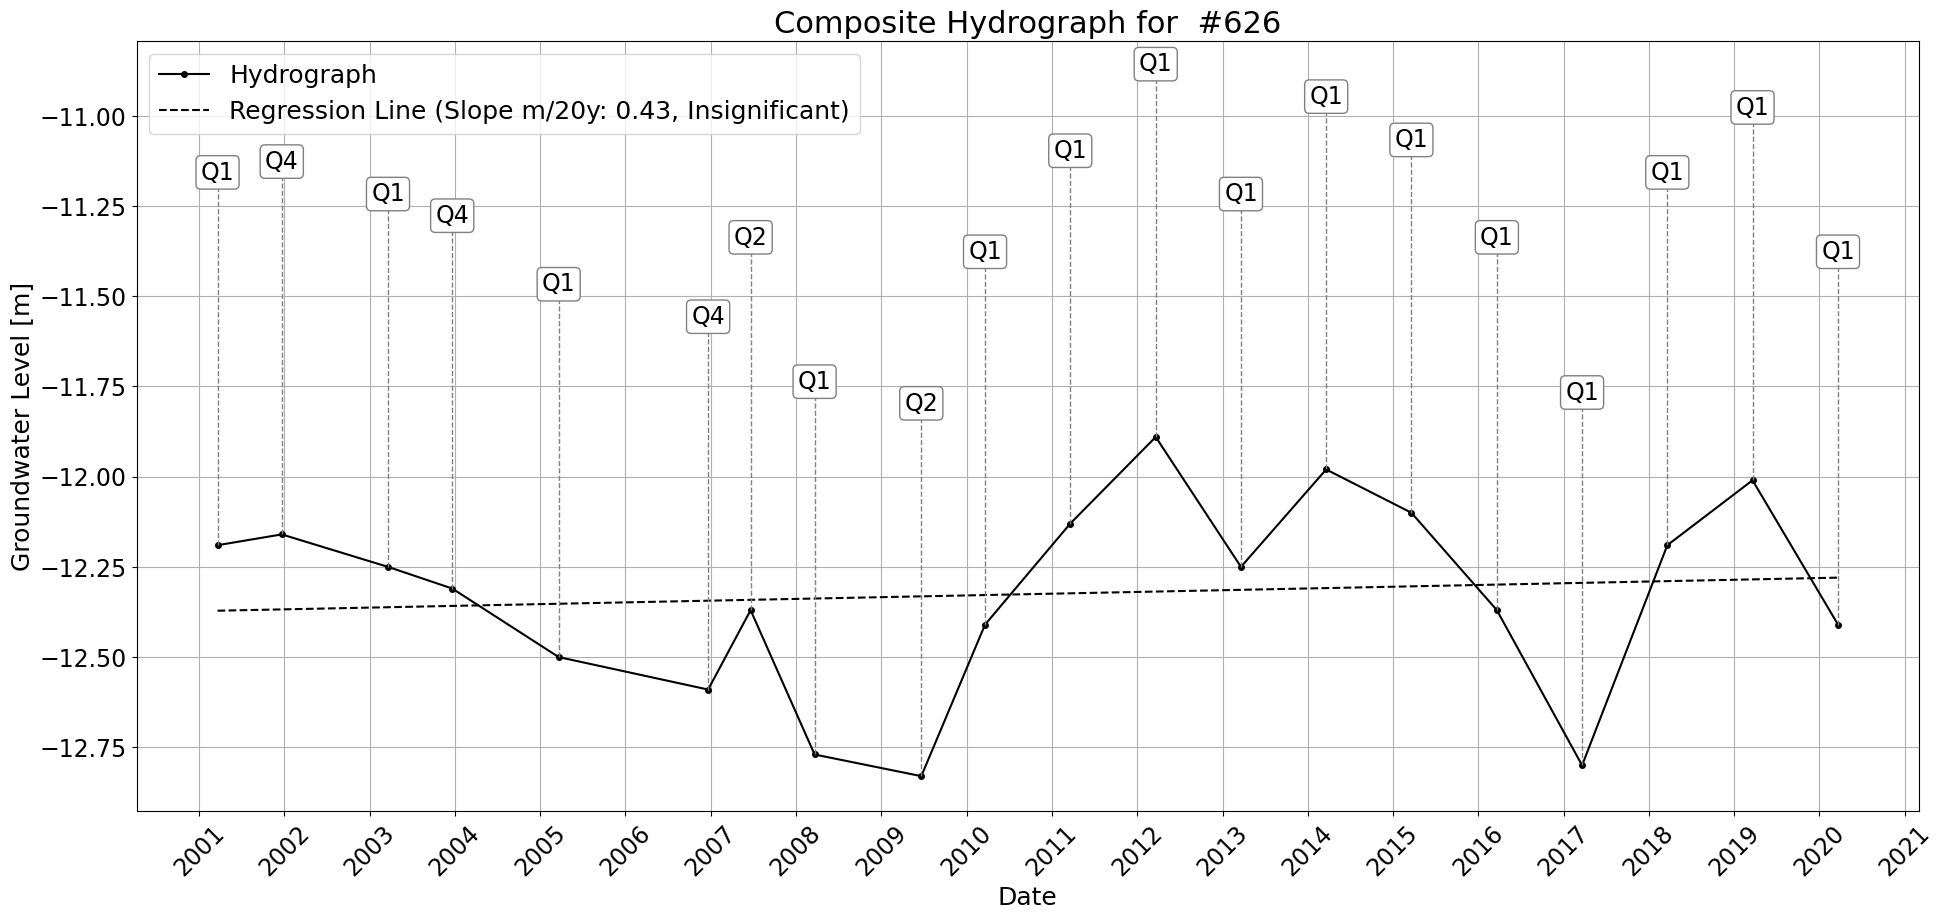 Composite Hydrograph for  #626
Hydrograph
Regression Line (Slope m/20y: 0.43, Insignificant)
Q1
Q4
Q1
Q4
Q1
Q4
Q2
Q1
Q2
Q1
Q1
Q1
Q1
Q1
Q1
Q1
Q1
Q1
Q1
Q1
Groundwater Level [m]
−11.00
−11.25
−11.50
−11.75
−12.00
−12.25
−12.50
−12.75
2001
2002
2003
2004
2005
2006
2007
2008
2009
2010
2011
2012
2013
2014
2015
2016
2017
2018
2019
2020
2021
Date